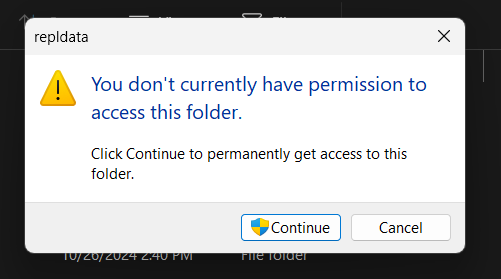 repldata
You don't currently have permission to
access this folder.
Click Continue to permanently get access to this
folder.
Continue
Cancel
10/26/2024 2:40 PM
File folder